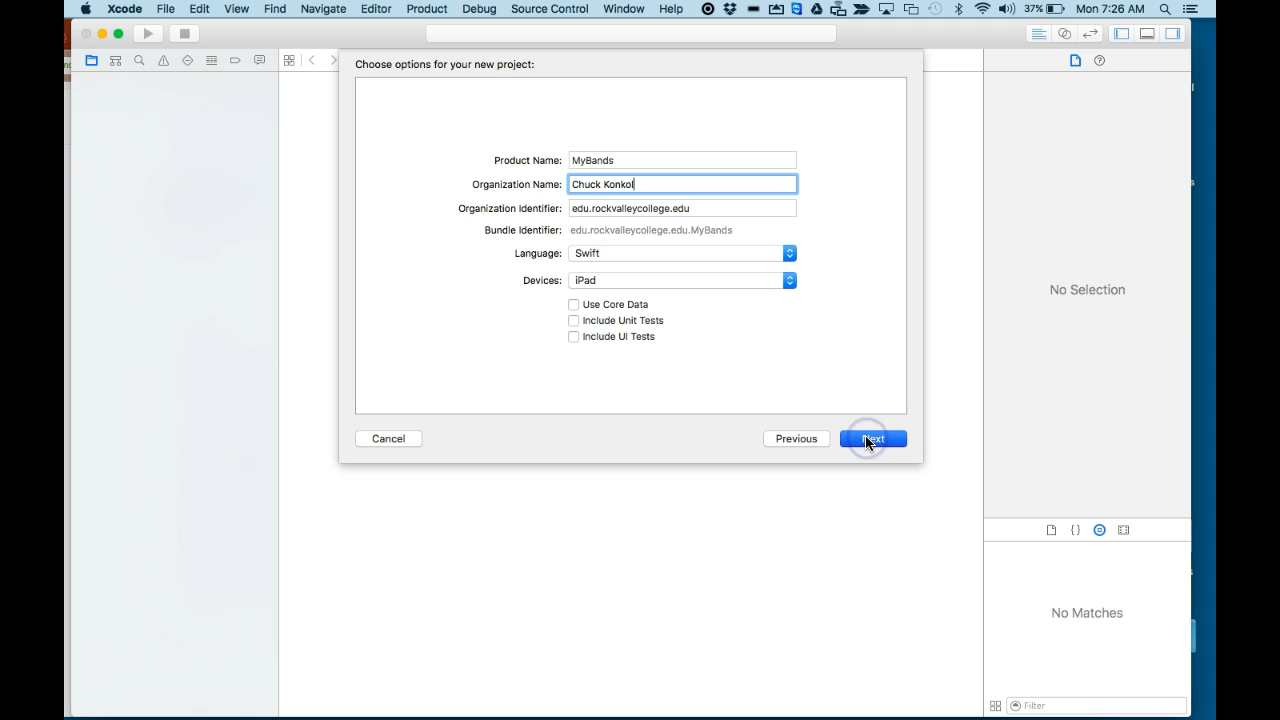 Xcode File Edit View Find Navigate Editor Product Debug Source Control Window Help 37% Mon 7:26 AM
Choose options for your new project:
Product Name: MyBands
Organization Name: Chuck Konkol
Organization Identifier: edu.rockvalleycollege.edu
Bundle Identifier: edu.rockvalleycollege.edu.MyBands
Language: Swift
Devices: iPad
Use Core Data
Include Unit Tests
Include UI Tests
Cancel Previous Next
No Selection
{}
No Matches
Filter